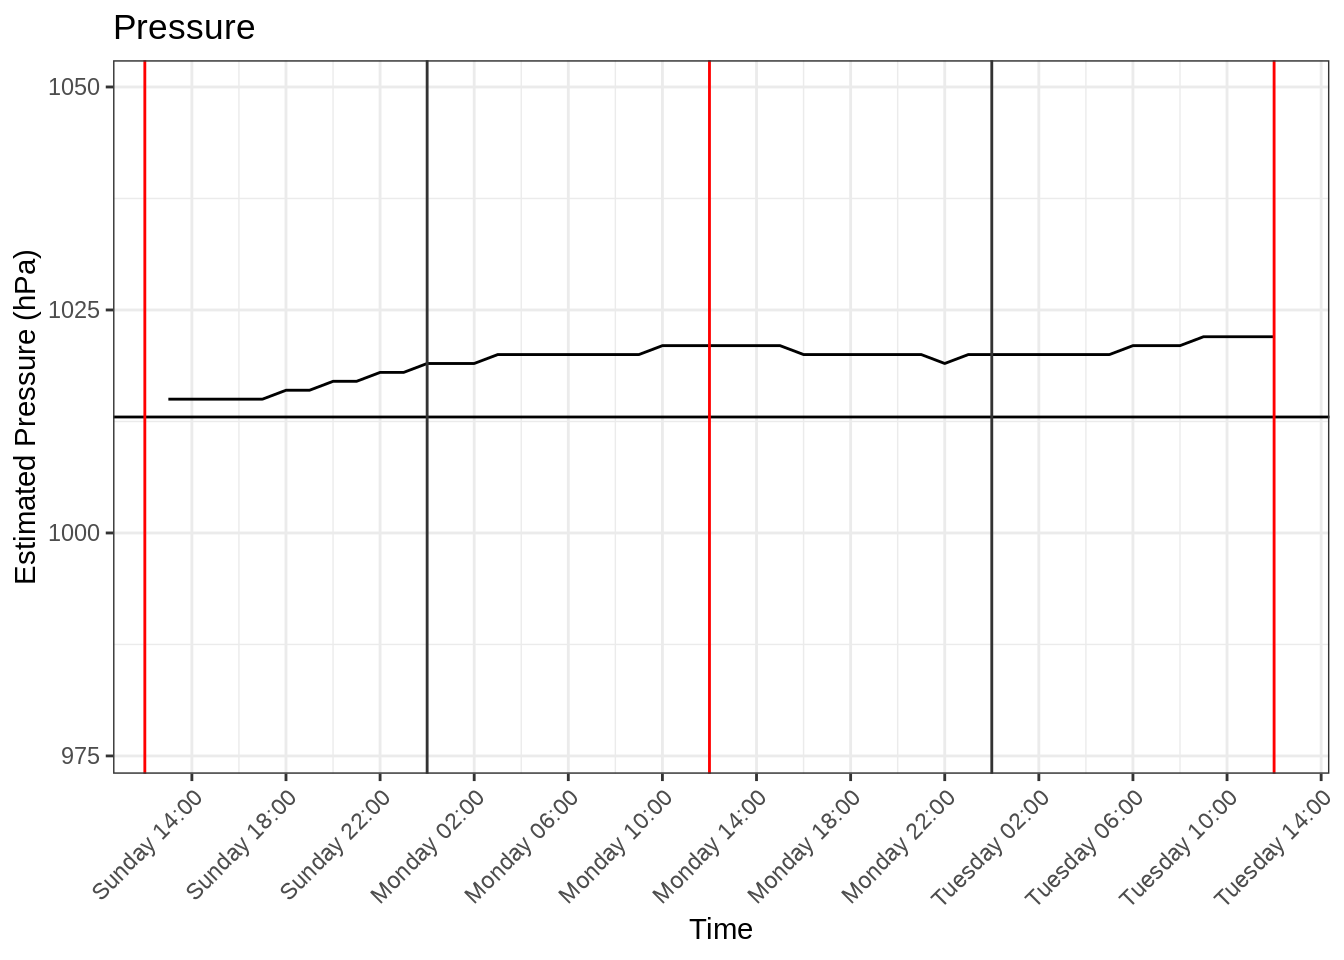 Pressure
Estimated Pressure (hPa)
1050
1025
1000
975
Sunday 14:00
Sunday 18:00
Sunday 22:00
Monday 02:00
Monday 06:00
Monday 10:00
Monday 14:00
Monday 18:00
Monday 22:00
Tuesday 02:00
Tuesday 06:00
Tuesday 10:00
Tuesday 14:00
Time